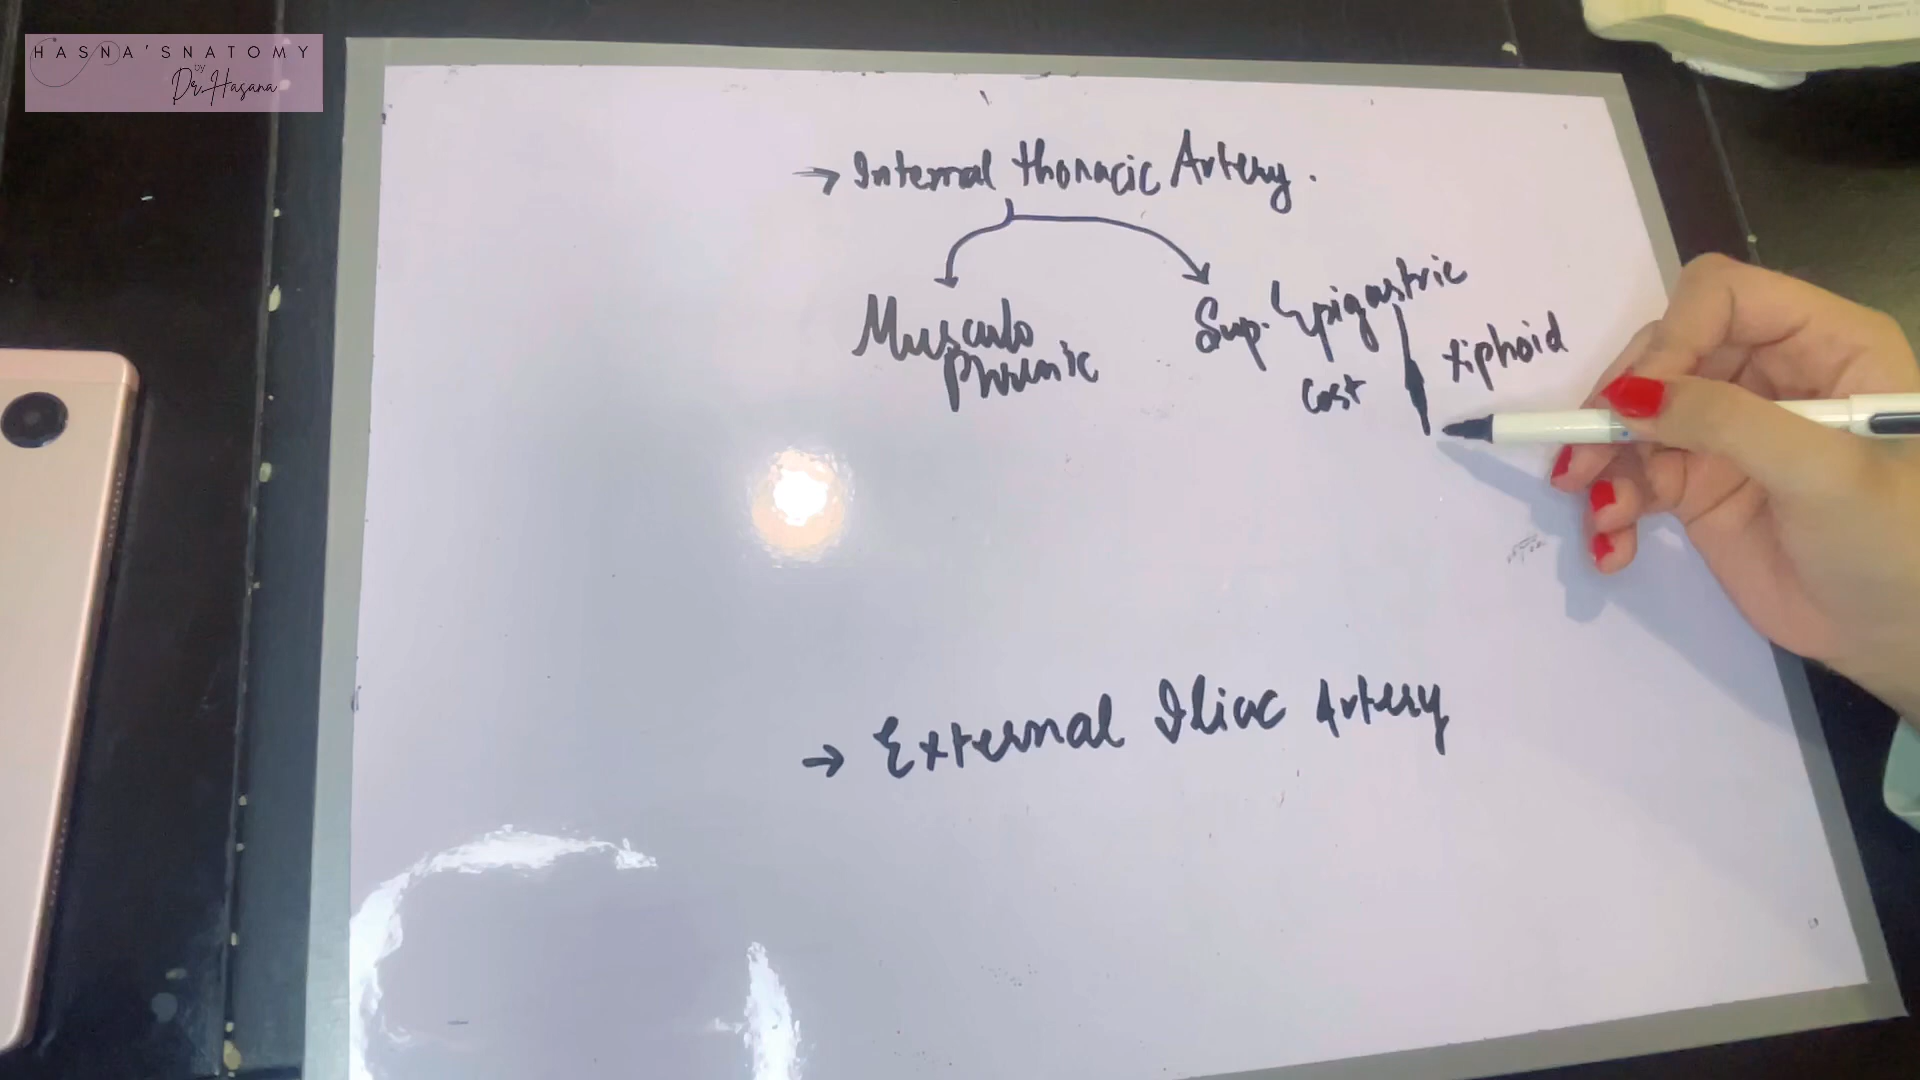 HASNA'SNATOMY
by
Dr.Hasana
→ Internal thoracic Artery.
Musculo
Phrenic
Sup. Epigastric
Cost
xiphoid
→ External Iliac Artery